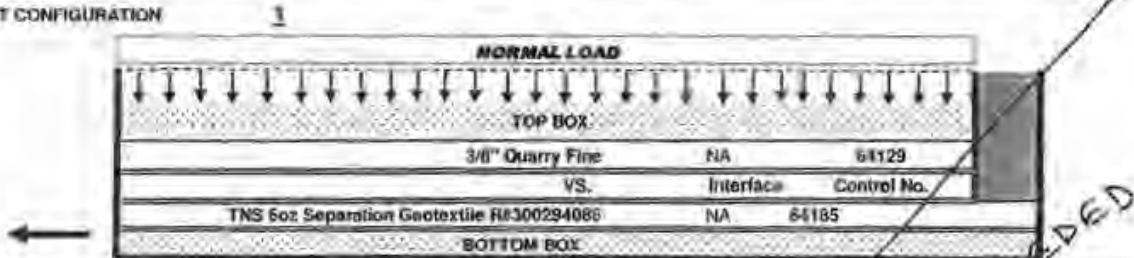 T CONFIGURATION 1
NORMAL LOAD
TOP BOX
3/8" Quarry Fine NA 64129
VS. Interface Control No.
TNS 6oz Separation Geotextile R#300294086 NA 64185
BOTTOM BOX
DED